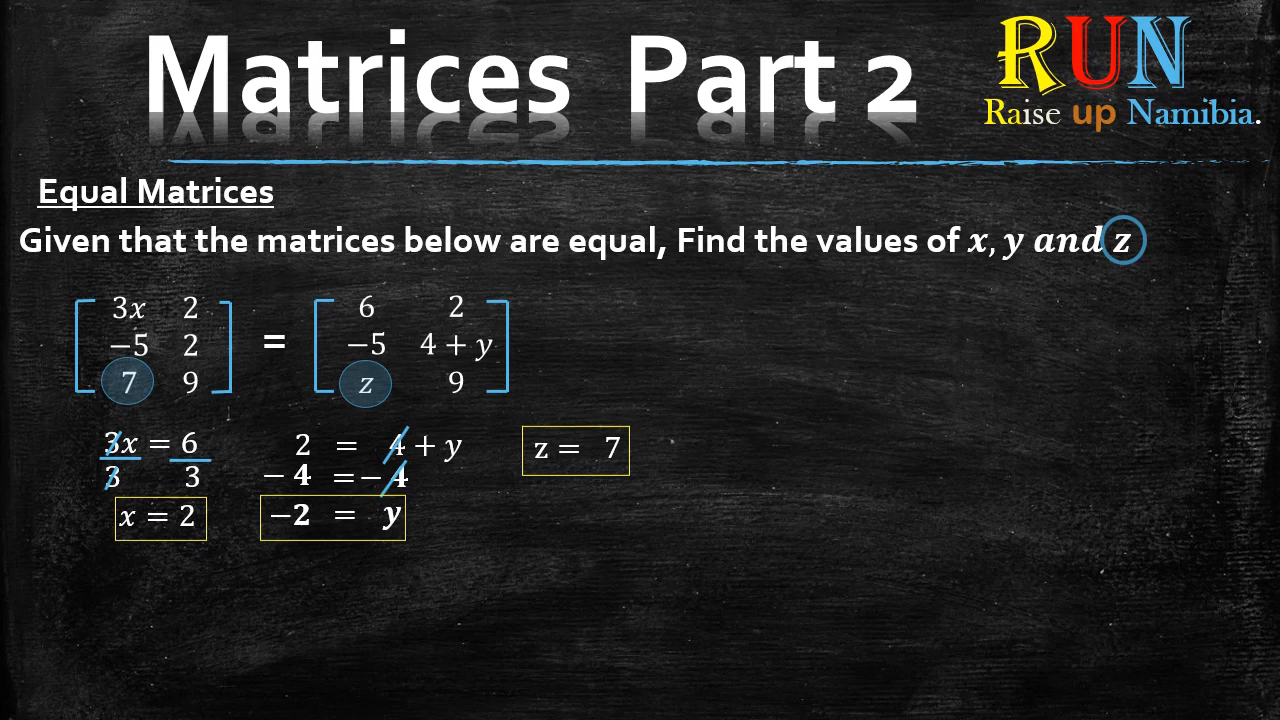 Matrices Part 2
RUN
Raise up Namibia.
Equal Matrices
Given that the matrices below are equal, Find the values of x, y and z
3x 2 6 2
−5 2 = −5 4 + y
7 9 z 9
3x = 6 2 = 4 + y z = 7
3 3 − 4 = − 4
x = 2 −2 = y